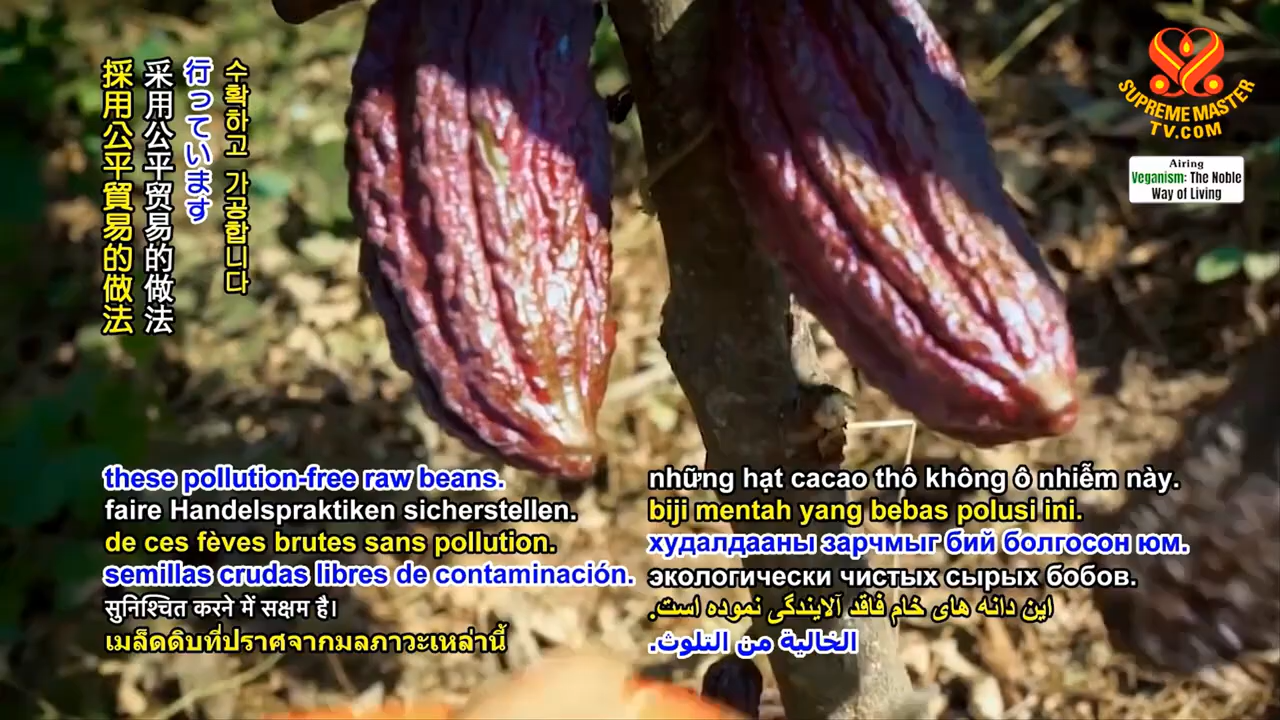 採用公平貿易的做法
采用公平贸易的做法
行っています
수확하고 가공합니다
SUPREME MASTER
TV.COM
Airing
Veganism: The Noble
Way of Living
these pollution-free raw beans.
faire Handelspraktiken sicherstellen.
de ces fèves brutes sans pollution.
semillas crudas libres de contaminación.
सुनिश्चित करने में सक्षम है।
เมล็ดดิบที่ปราศจากมลภาวะเหล่านี้
những hạt cacao thô không ô nhiễm này.
biji mentah yang bebas polusi ini.
худалдааны зарчмыг бий болгосон юм.
экологически чистых сырых бобов.
این دانه های خام فاقد آلایندگی نموده است.
الخالية من التلوث.